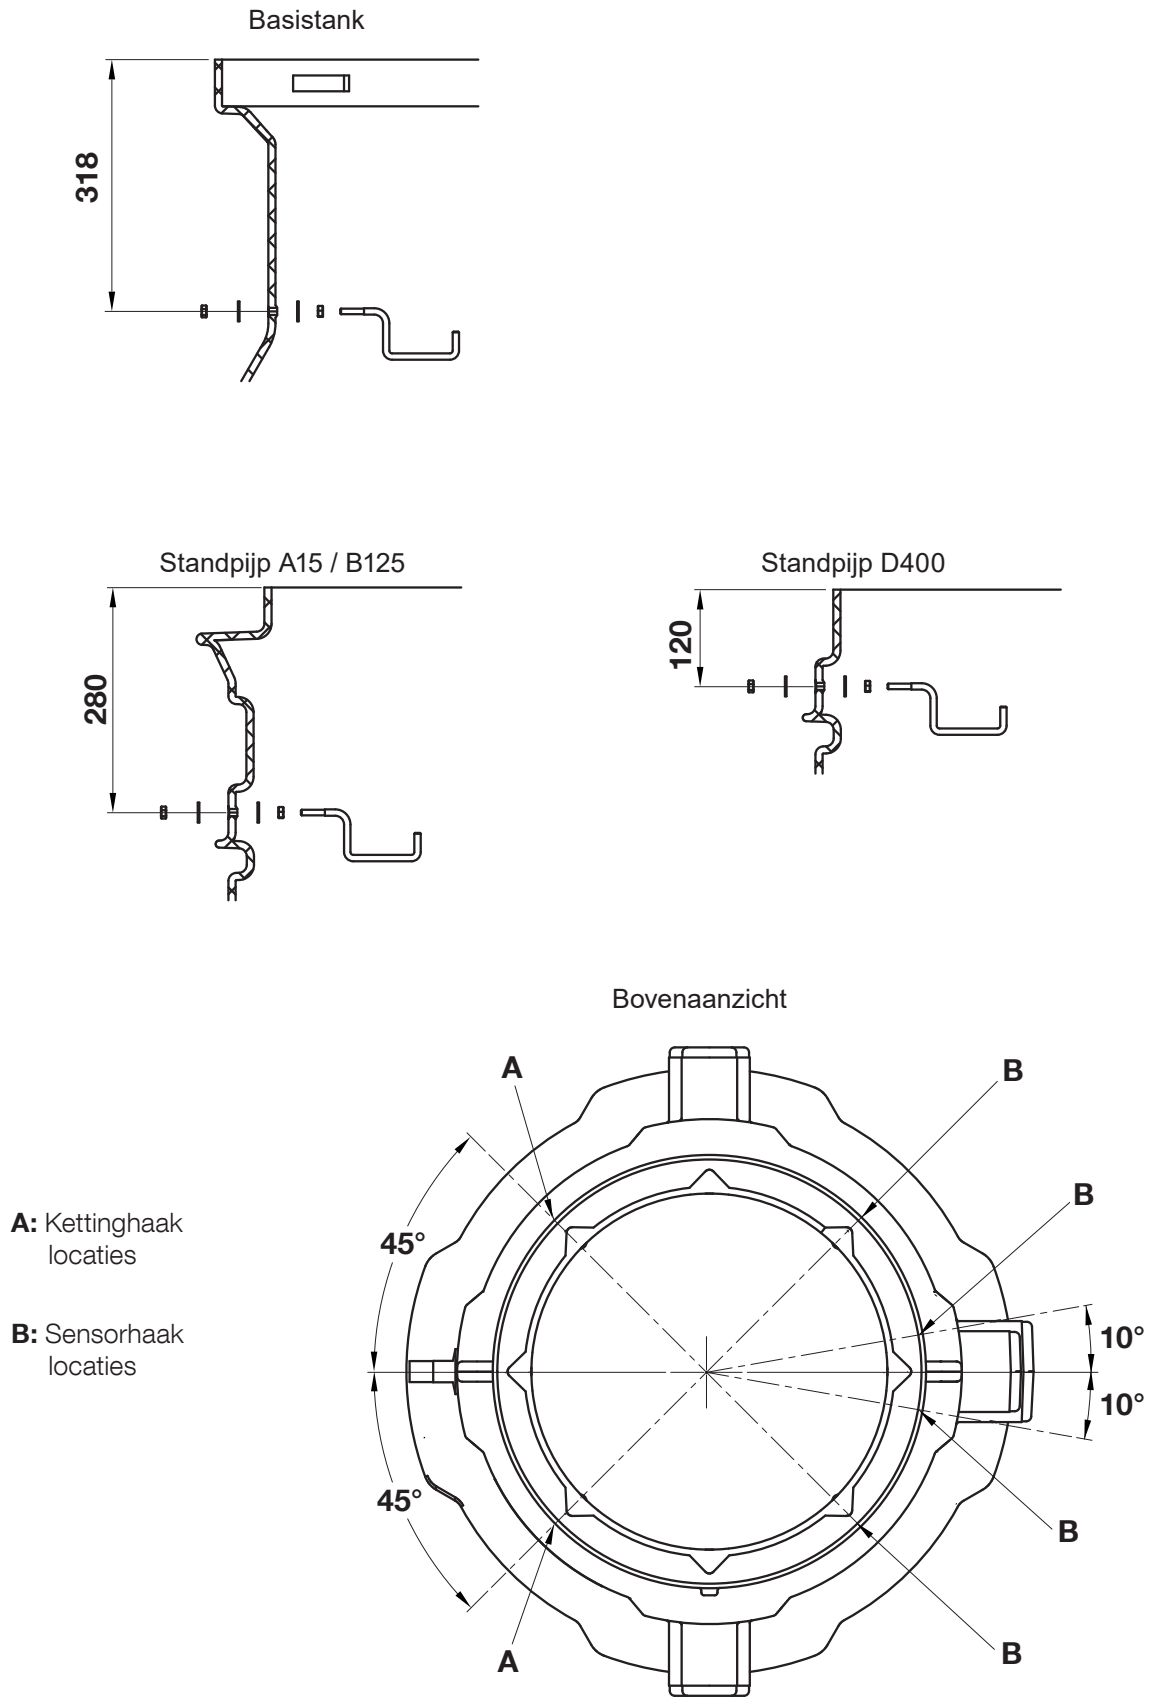 Basistank
318
Standpijp A15 / B125
280
Standpijp D400
120
Bovenaanzicht
A
B
B
A: Kettinghaak
locaties
45°
B: Sensorhaak
locaties
10°
10°
45°
B
B
A